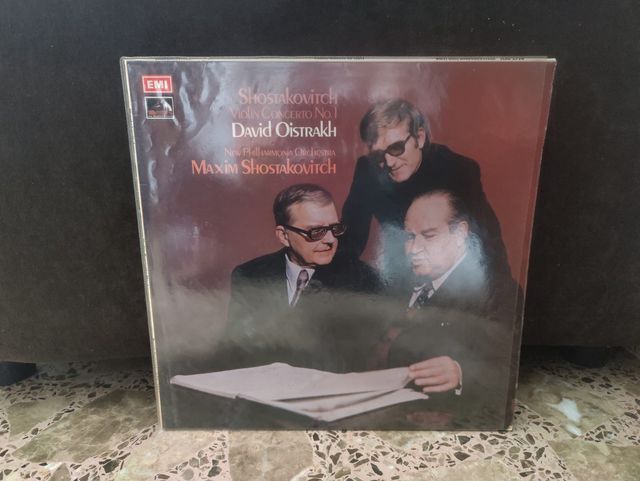 EMI
Shostakovitch
Violin Concerto No.1
David Oistrakh
New Philharmonia Orchestra
Maxim Shostakovitch